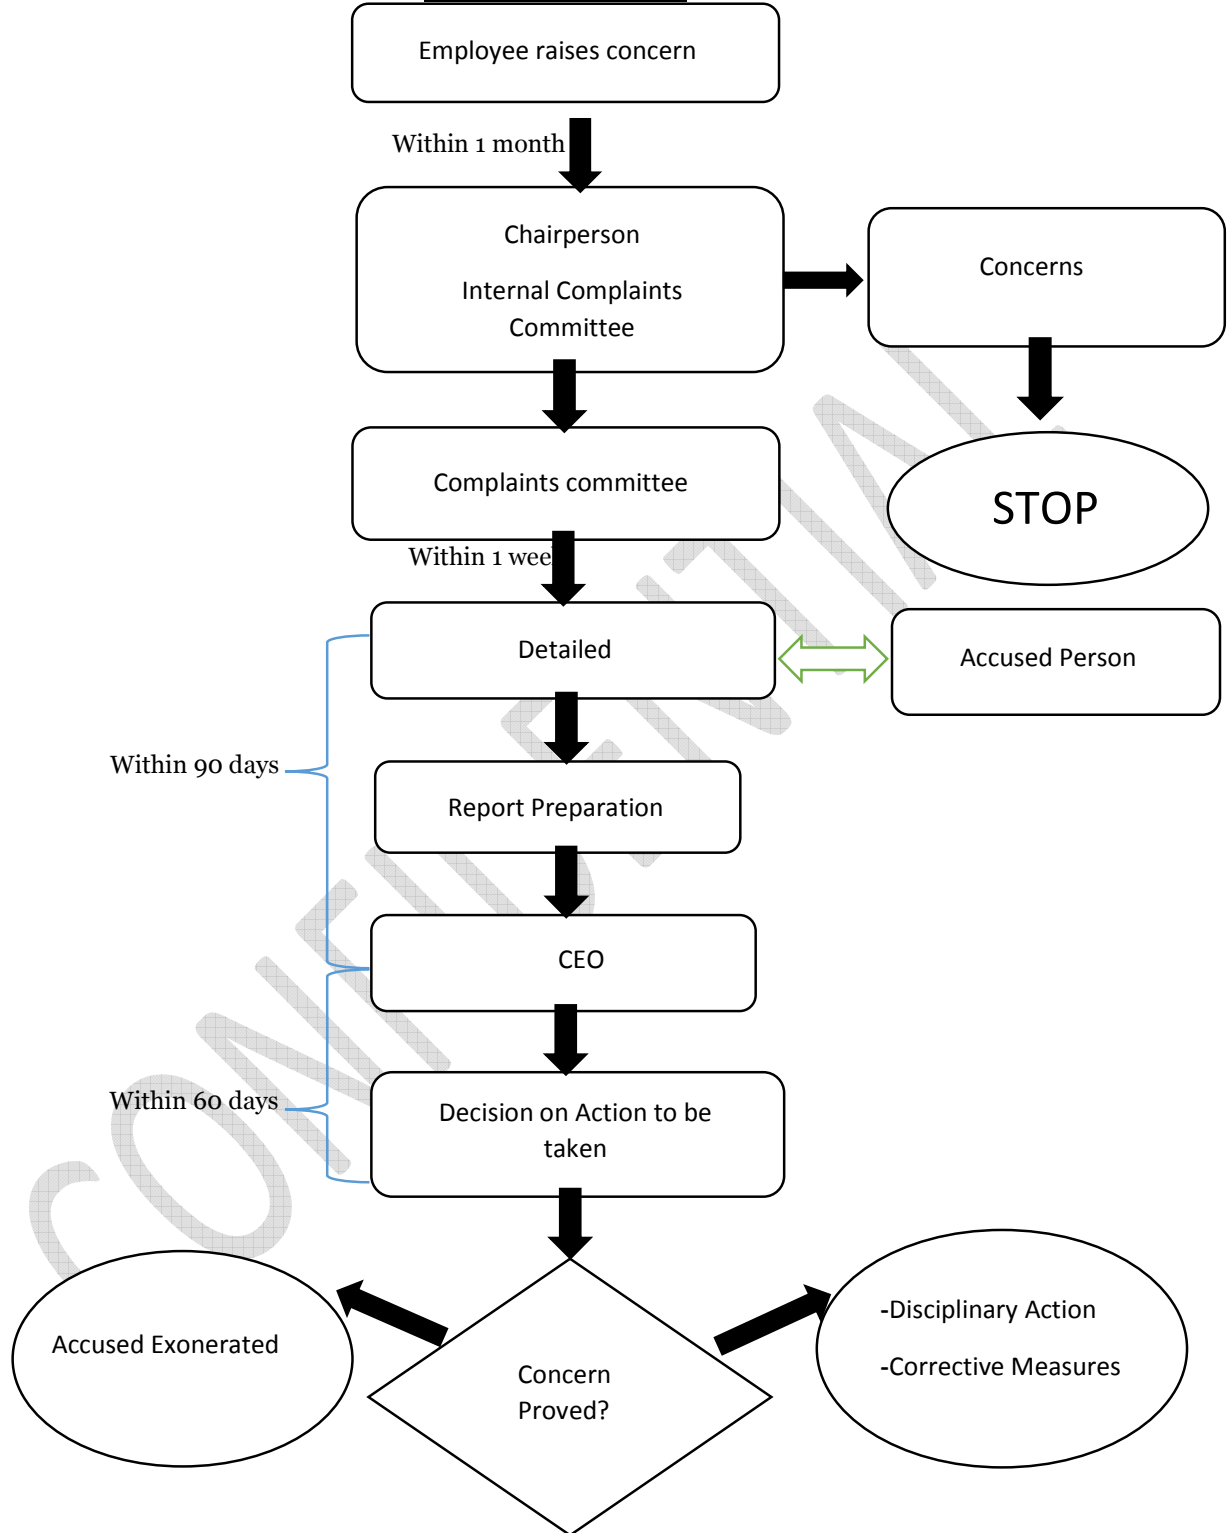 Employee raises concern
Within 1 month
Chairperson
Internal Complaints
Committee
Concerns
Complaints committee
STOP
Within 1 wee
Detailed
Accused Person
Within 90 days
Report Preparation
CEO
Within 60 days
Decision on Action to be
taken
-Disciplinary Action
Accused Exonerated
-Corrective Measures
Concern
Proved?
CONFIDENTIAL